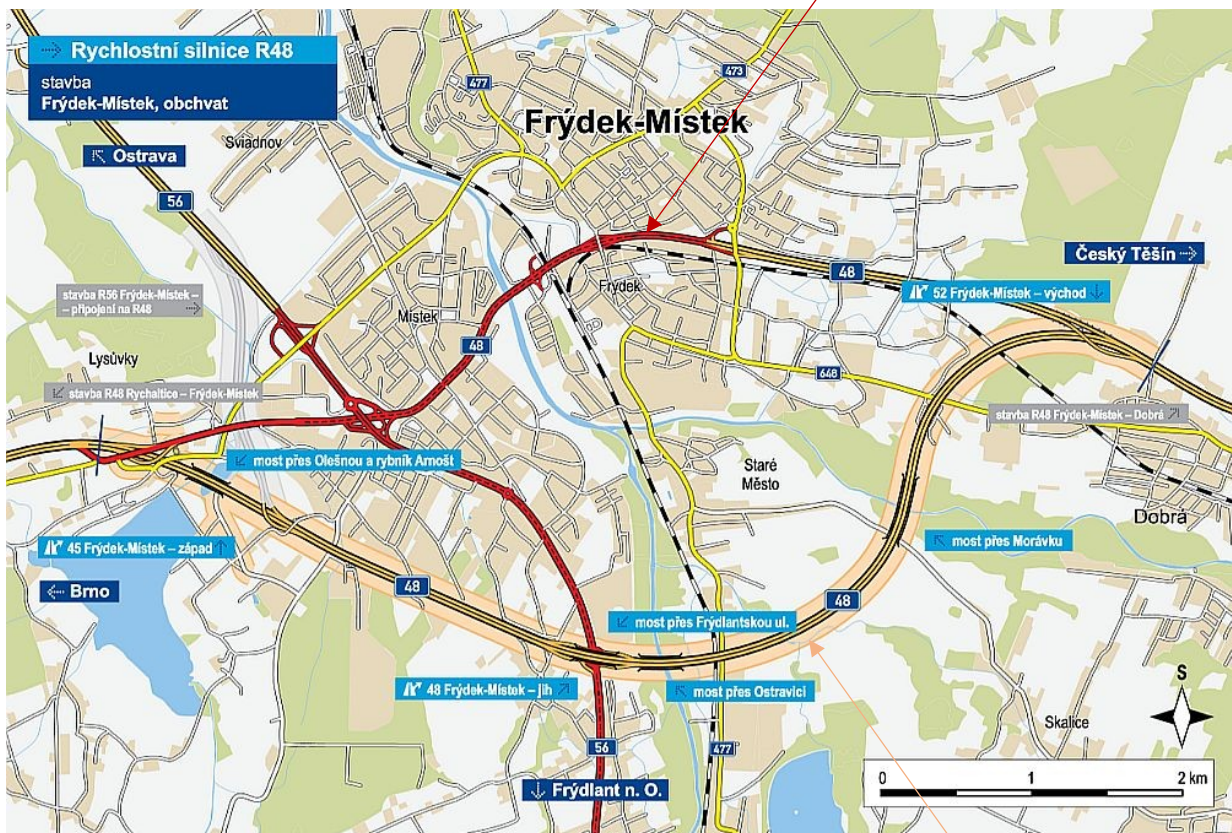 Rychlostní silnice R48
stavba
Frýdek-Místek, obchvat
477
473
Frýdek-Místek
Sviadnov
Ostrava
56
Český Těšín
48
52 Frýdek-Místek – východ
stavba R56 Frýdek-Místek –
– připojení na R48
Frýdek
Místek
48
Lysůvky
648
stavba R48 Rychaltice – Frýdek-Místek
stavba R48 Frýdek-Místek – Dobrá
most přes Olešnou a rybník Arnošt
Staré
Město
Dobrá
45 Frýdek-Místek – západ
most přes Morávku
48
Brno
48
most přes Frýdlantskou ul.
48 Frýdek-Místek – jih
most přes Ostravici
S
Skalice
56
477
0 1 2 km
Frýdlant n. O.